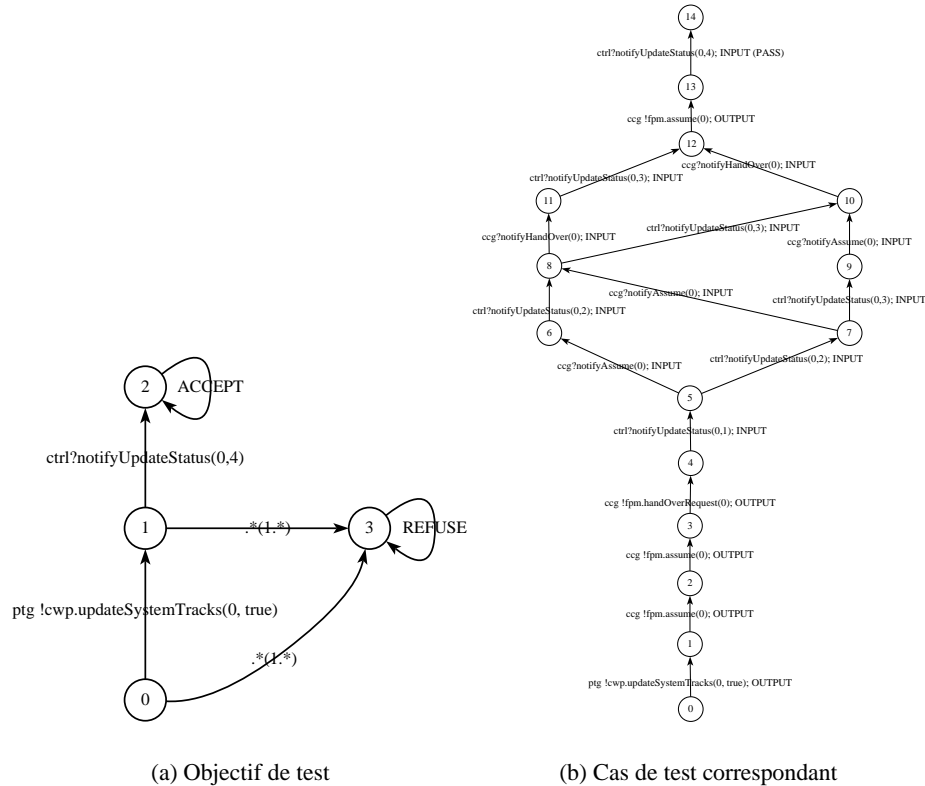 14
ctrl?notifyUpdateStatus(0,4); INPUT (PASS)
13
ccg !fpm.assume(0); OUTPUT
12
ccg?notifyHandOver(0); INPUT
ctrl?notifyUpdateStatus(0,3); INPUT
11
10
ctrl?notifyUpdateStatus(0,3); INPUT
ccg?notifyHandOver(0); INPUT
ccg?notifyAssume(0); INPUT
8
9
ccg?notifyAssume(0); INPUT
ctrl?notifyUpdateStatus(0,3); INPUT
ctrl?notifyUpdateStatus(0,2); INPUT
6
7
ctrl?notifyUpdateStatus(0,2); INPUT
ccg?notifyAssume(0); INPUT
5
ctrl?notifyUpdateStatus(0,1); INPUT
4
ccg !fpm.handOverRequest(0); OUTPUT
3
ccg !fpm.assume(0); OUTPUT
2
ccg !fpm.assume(0); OUTPUT
1
ptg !cwp.updateSystemTracks(0, true); OUTPUT
0
2
ACCEPT
ctrl?notifyUpdateStatus(0,4)
1
.*(1.*)
3
REFUSE
ptg !cwp.updateSystemTracks(0, true)
.*(1.*)
0
(a) Objectif de test
(b) Cas de test correspondant